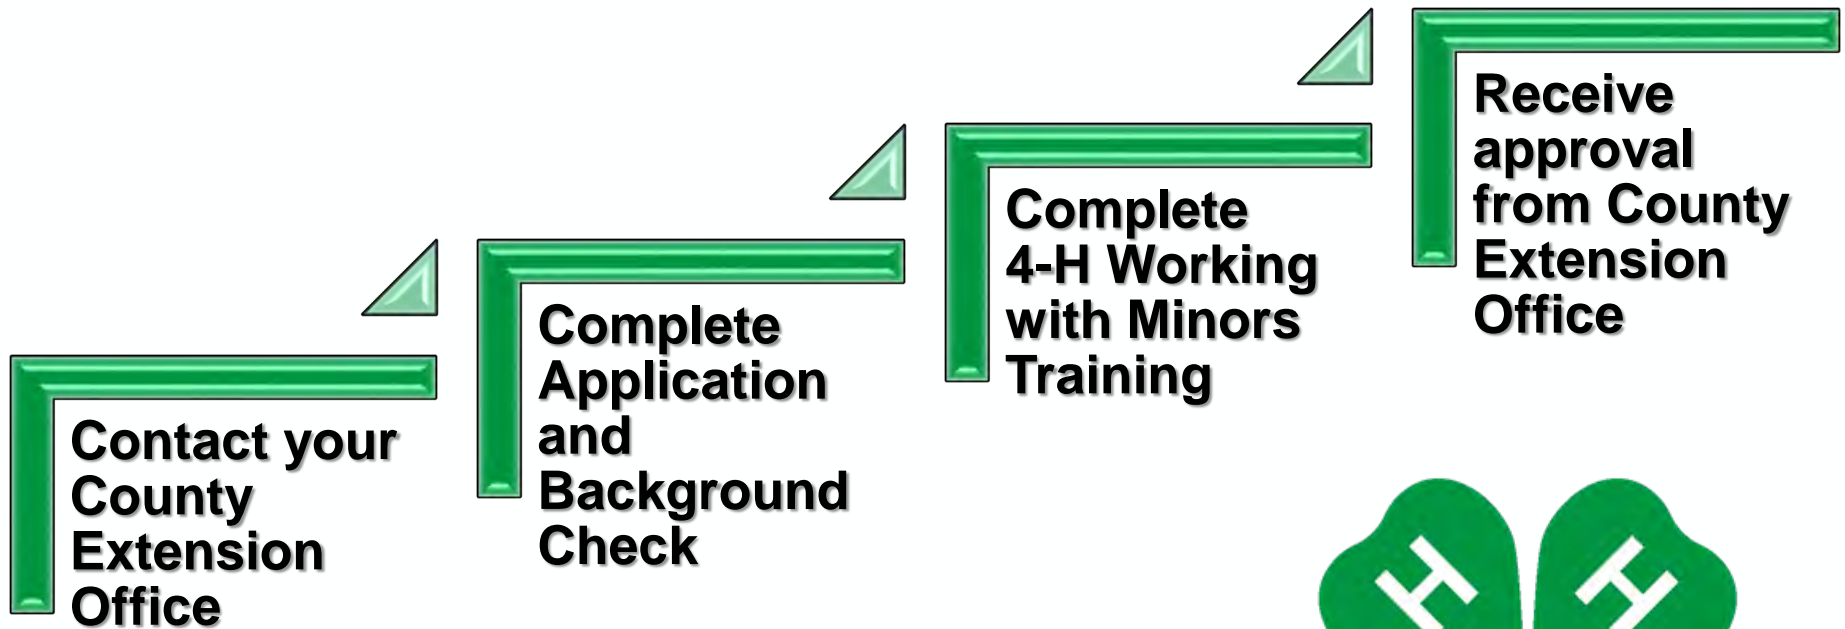 Contact your
County
Extension
Office
Complete
Application
and
Background
Check
Complete
4-H Working
with Minors
Training
Receive
approval
from County
Extension
Office
H
H